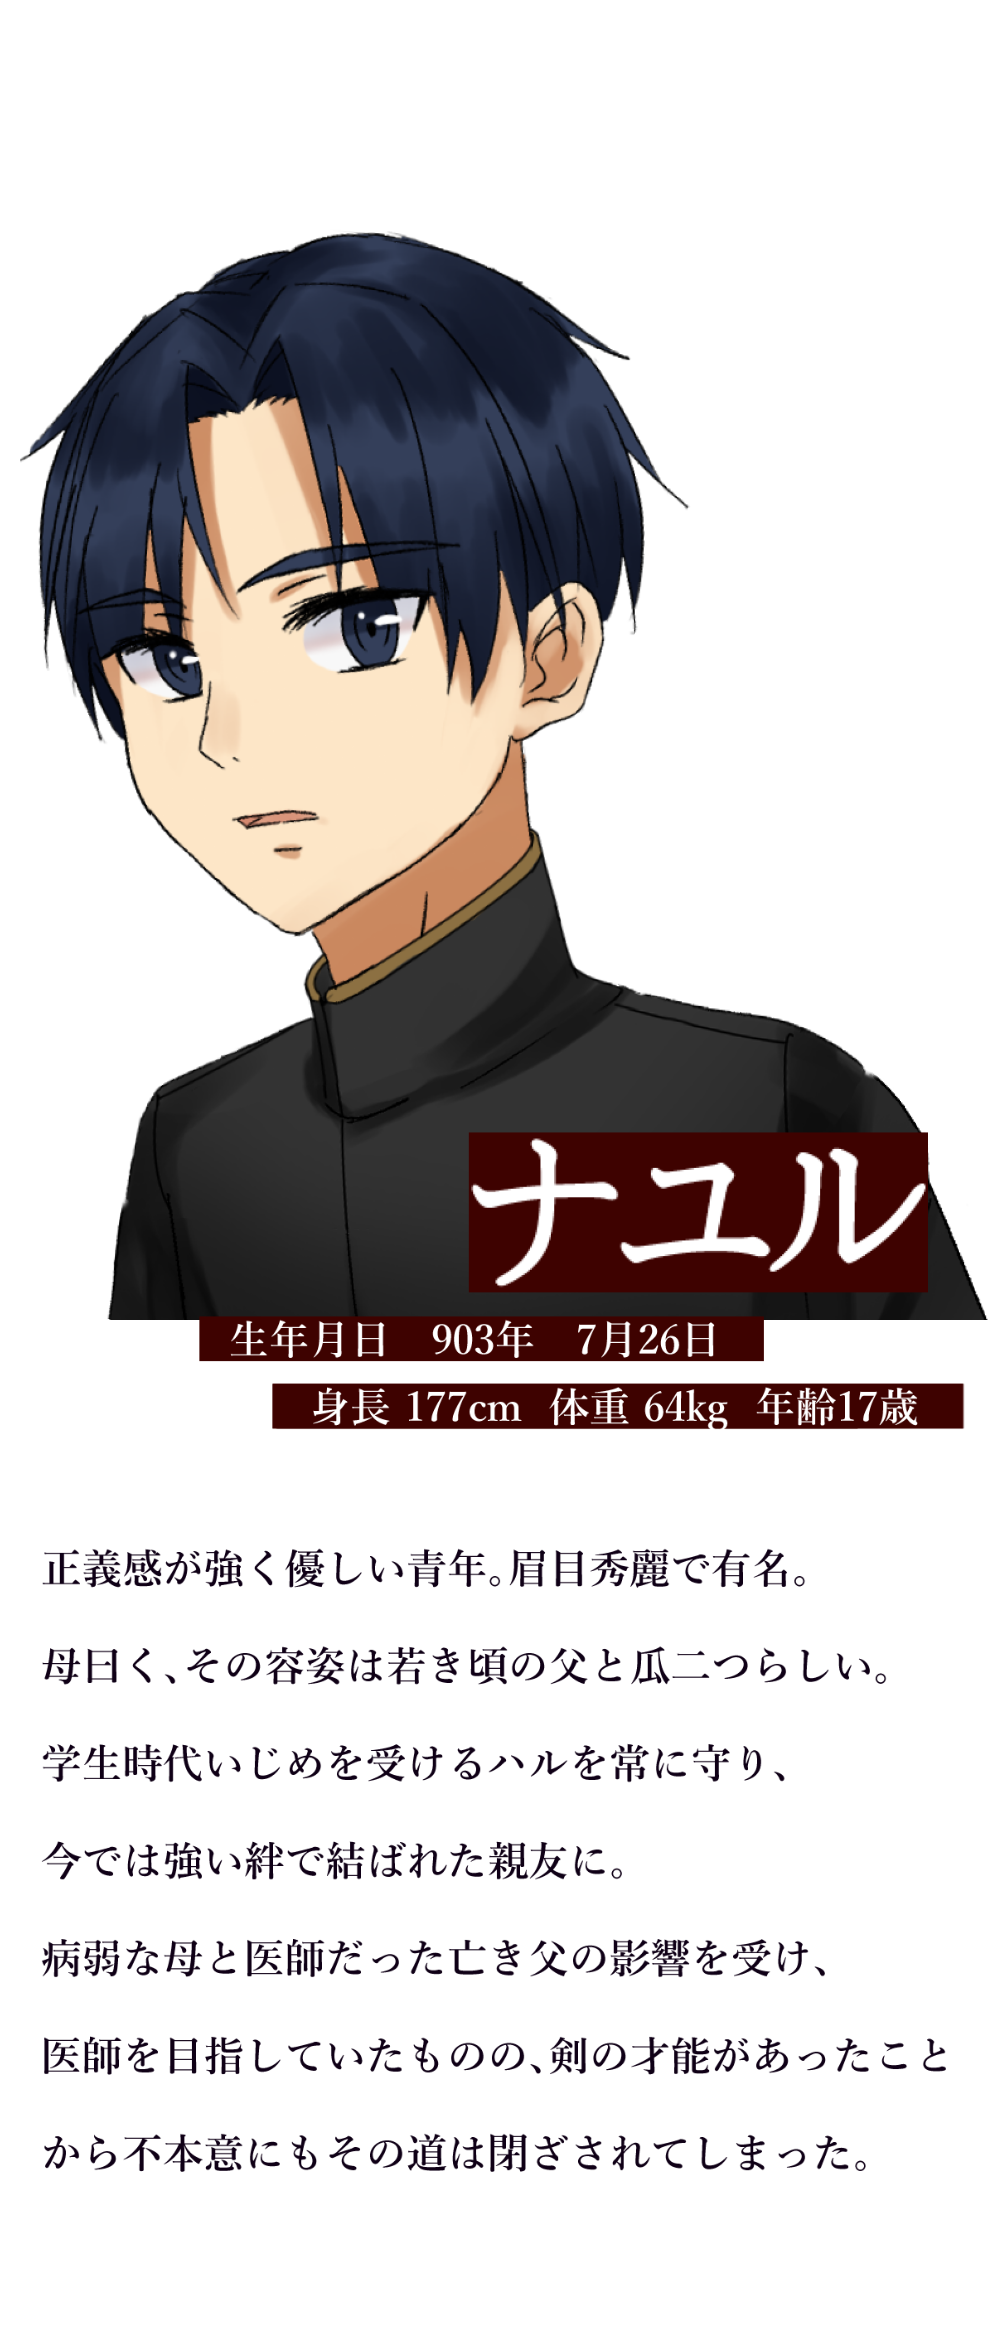 ナユル
生年月日　903年　7月26日
身長 177cm 体重 64kg 年齢17歳
正義感が強く優しい青年。眉目秀麗で有名。
母曰く、その容姿は若き頃の父と瓜二つらしい。
学生時代いじめを受けるハルを常に守り、
今では強い絆で結ばれた親友に。
病弱な母と医師だった亡き父の影響を受け、
医師を目指していたものの、剣の才能があったこと
から不本意にもその道は閉ざされてしまった。